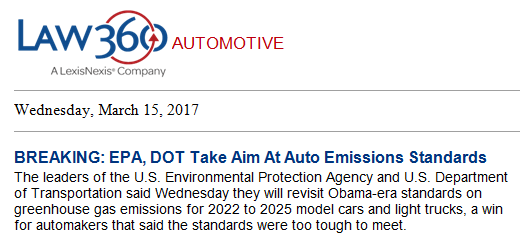 LAW360 AUTOMOTIVE
A LexisNexis® Company
Wednesday, March 15, 2017
BREAKING: EPA, DOT Take Aim At Auto Emissions Standards
The leaders of the U.S. Environmental Protection Agency and U.S. Department
of Transportation said Wednesday they will revisit Obama-era standards on
greenhouse gas emissions for 2022 to 2025 model cars and light trucks, a win
for automakers that said the standards were too tough to meet.